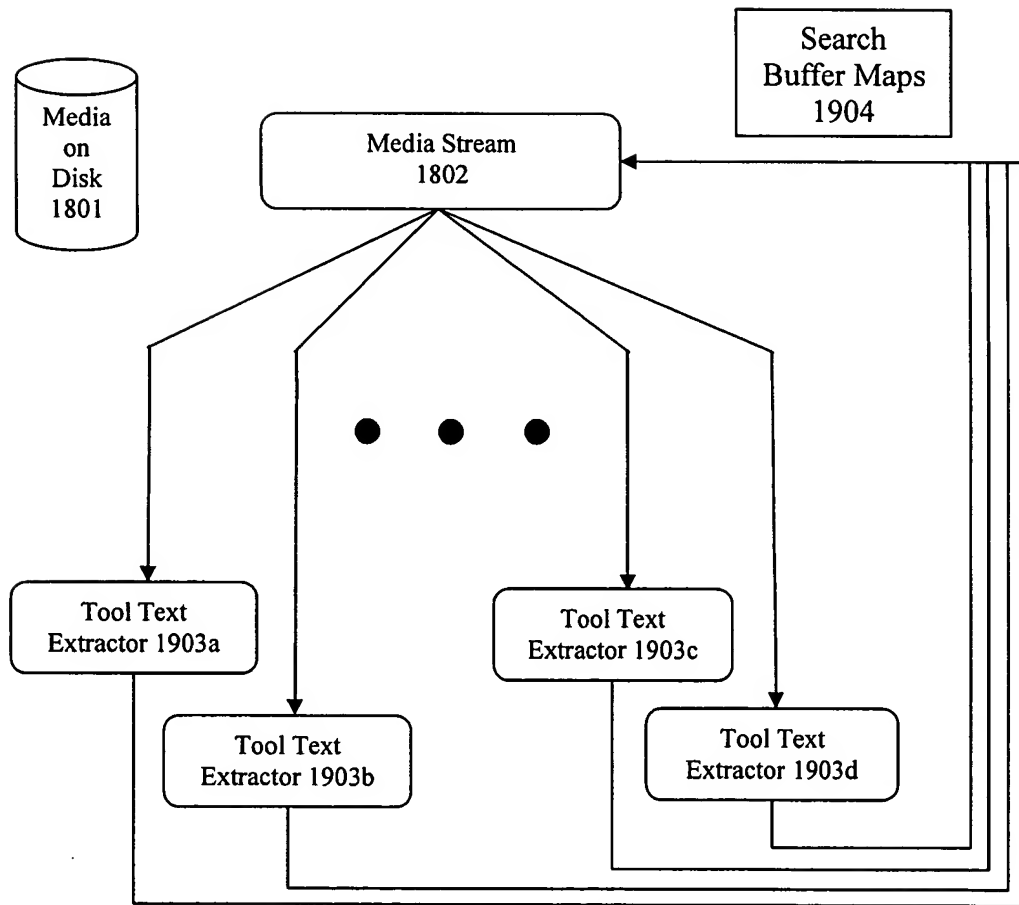 Search
Buffer Maps
1904
Media
on
Disk
1801
Media Stream
1802
Tool Text
Extractor 1903a
Tool Text
Extractor 1903c
Tool Text
Extractor 1903b
Tool Text
Extractor 1903d